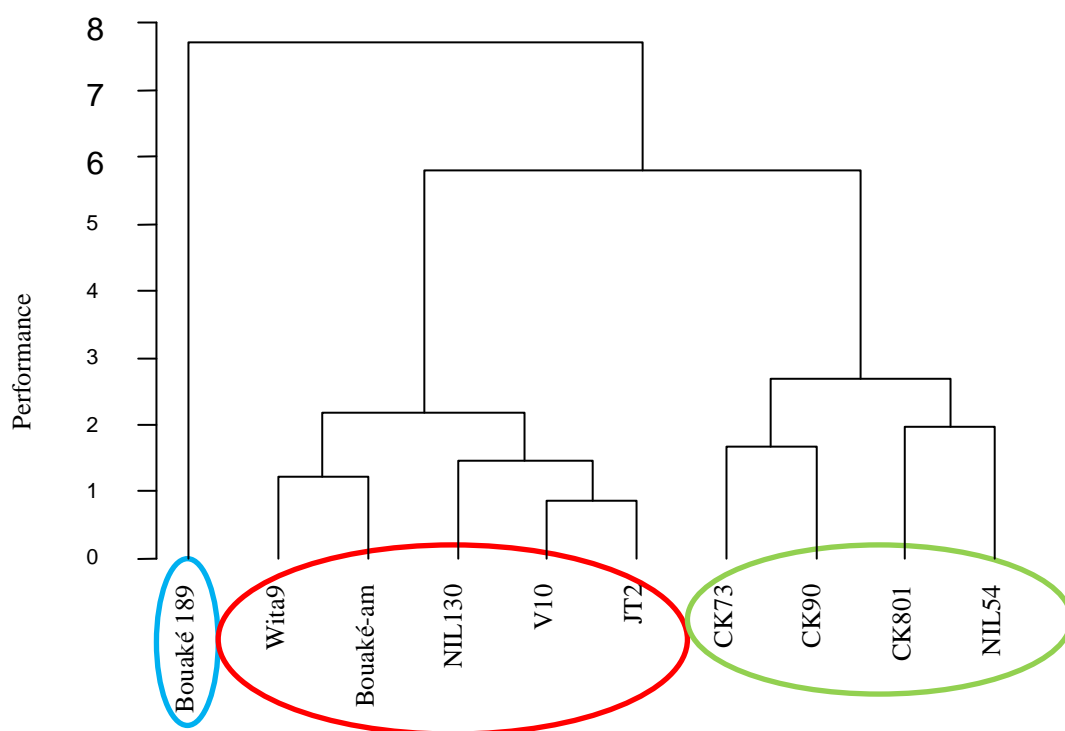 8
7
6
5
4
3
2
1
0
Performance
Bouaké 189
Wita9
Bouaké-am
NIL130
V10
JT2
CK73
CK90
CK801
NIL54